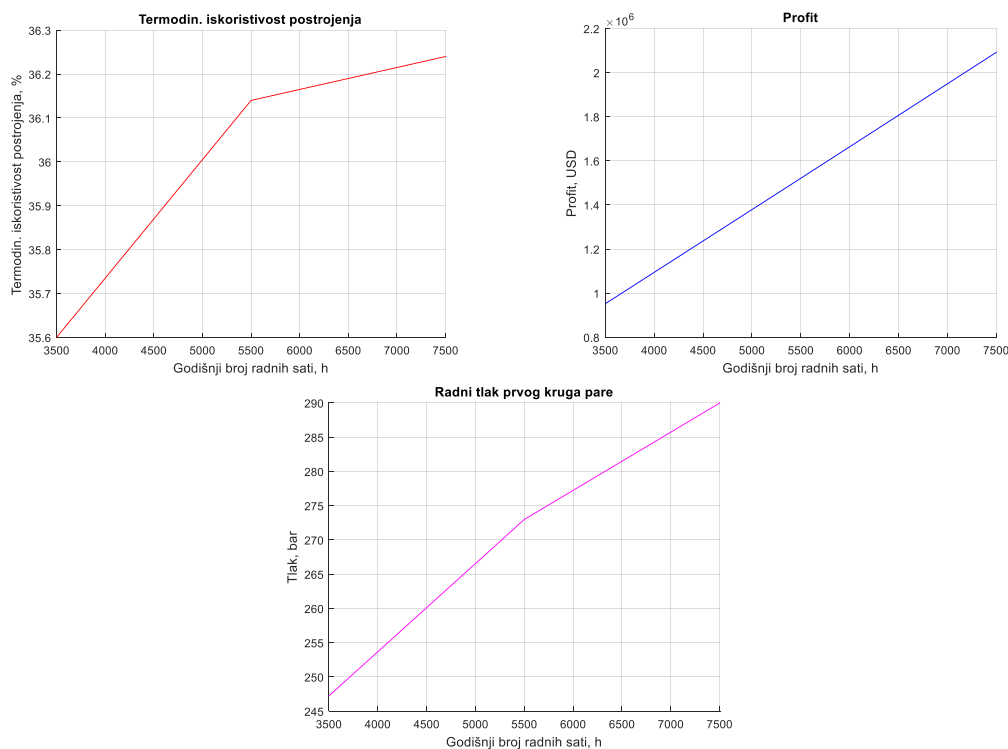 Termodin. iskoristivost postrojenja
Termodin. iskoristivost postrojenja, %
36.3
36.2
36.1
36
35.9
35.8
35.7
35.6
3500 4000 4500 5000 5500 6000 6500 7000 7500
Godišnji broj radnih sati, h
Profit
×10^6
Profit, USD
2.2
2
1.8
1.6
1.4
1.2
1
0.8
3500 4000 4500 5000 5500 6000 6500 7000 7500
Godišnji broj radnih sati, h
Radni tlak prvog kruga pare
Tlak, bar
290
285
280
275
270
265
260
255
250
245
3500 4000 4500 5000 5500 6000 6500 7000 7500
Godišnji broj radnih sati, h